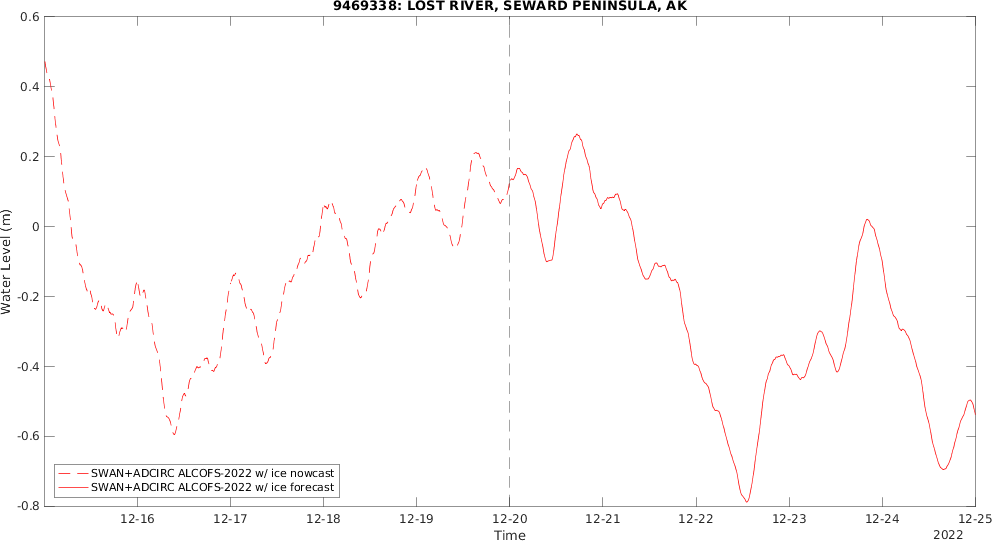 9469338: LOST RIVER, SEWARD PENINSULA, AK
0.6
0.4
0.2
0
-0.2
-0.4
-0.6
-0.8
Water Level (m)
SWAN+ADCIRC ALCOFS-2022 w/ ice nowcast
SWAN+ADCIRC ALCOFS-2022 w/ ice forecast
12-16 12-17 12-18 12-19 12-20 12-21 12-22 12-23 12-24 12-25
Time
2022